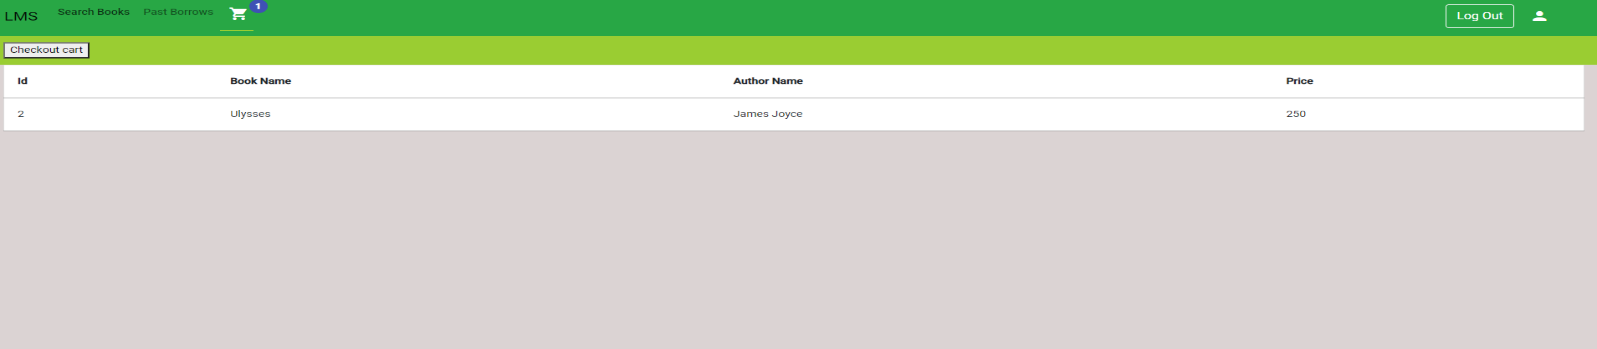 LMS Search Books Past Borrows 1 Log Out
Checkout cart
Id Book Name Author Name Price
2 Ulysses James Joyce 250